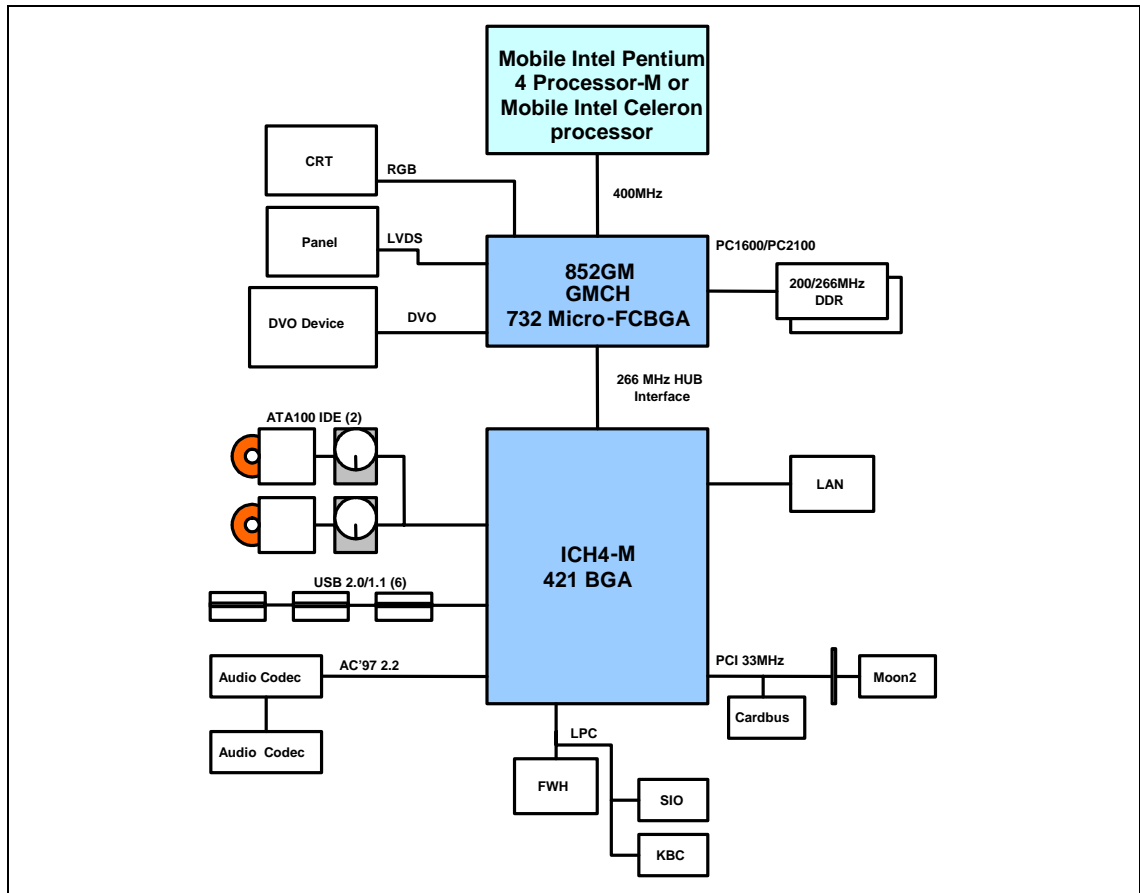 Mobile Intel Pentium
4 Processor-M or
Mobile Intel Celeron
processor
CRT
RGB
400MHz
Panel
LVDS
PC1600/PC2100
852GM
GMCH
732 Micro-FCBGA
200/266MHz
DDR
DVO Device
DVO
266 MHz HUB
Interface
ATA100 IDE (2)
LAN
ICH4-M
421 BGA
USB 2.0/1.1 (6)
AC'97 2.2
PCI 33MHz
Audio Codec
Moon2
Cardbus
Audio Codec
LPC
FWH
SIO
KBC